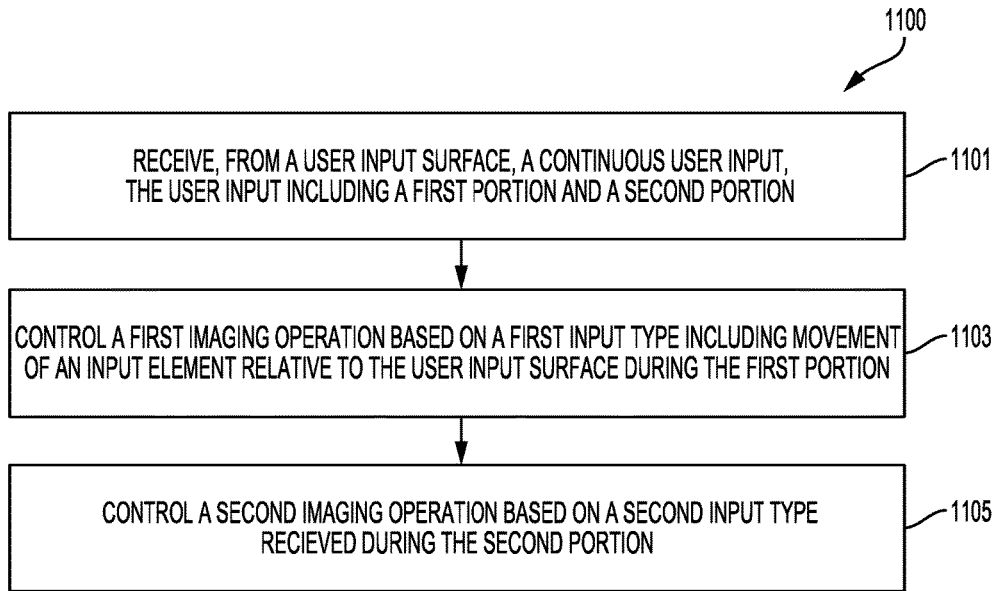 1100
RECEIVE, FROM A USER INPUT SURFACE, A CONTINUOUS USER INPUT,
THE USER INPUT INCLUDING A FIRST PORTION AND A SECOND PORTION
1101
CONTROL A FIRST IMAGING OPERATION BASED ON A FIRST INPUT TYPE INCLUDING MOVEMENT
OF AN INPUT ELEMENT RELATIVE TO THE USER INPUT SURFACE DURING THE FIRST PORTION
1103
CONTROL A SECOND IMAGING OPERATION BASED ON A SECOND INPUT TYPE
RECIEVED DURING THE SECOND PORTION
1105